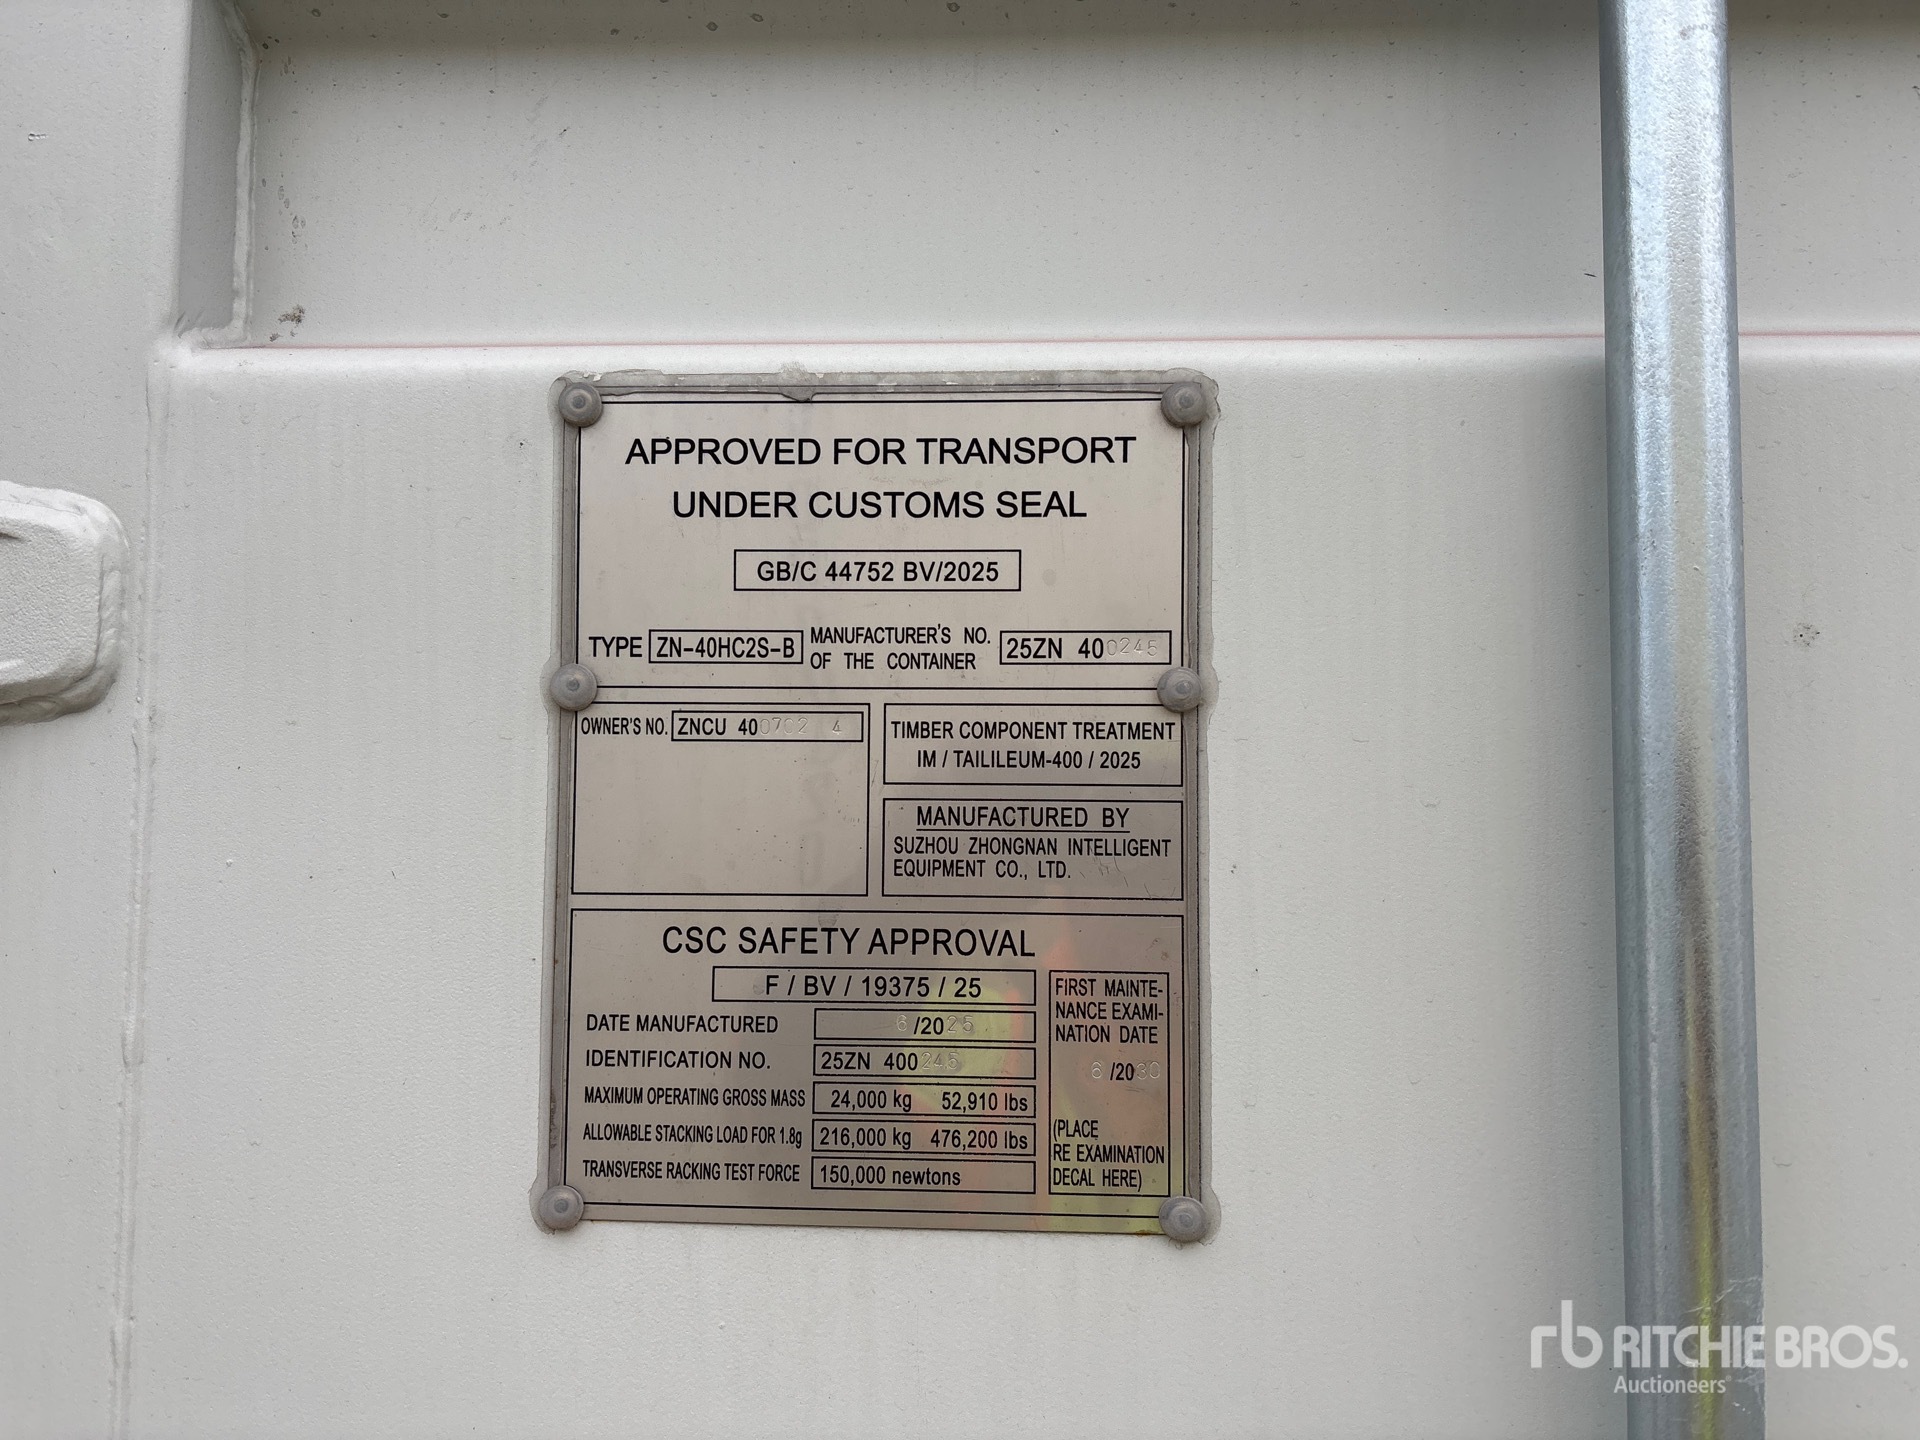 APPROVED FOR TRANSPORT
UNDER CUSTOMS SEAL
GB/C 44752 BV/2025
TYPE ZN-40HC2S-B MANUFACTURER'S NO. OF THE CONTAINER 25ZN 400245
OWNER'S NO. ZNCU 400702 4
TIMBER COMPONENT TREATMENT
IM / TAILILEUM-400 / 2025
MANUFACTURED BY
SUZHOU ZHONGNAN INTELLIGENT
EQUIPMENT CO., LTD.
CSC SAFETY APPROVAL
F / BV / 19375 / 25
DATE MANUFACTURED 6 /2025
IDENTIFICATION NO. 25ZN 400245
MAXIMUM OPERATING GROSS MASS 24,000 kg 52,910 lbs
ALLOWABLE STACKING LOAD FOR 1.8g 216,000 kg 476,200 lbs
TRANSVERSE RACKING TEST FORCE 150,000 newtons
FIRST MAINTE-
NANCE EXAMI-
NATION DATE
6 /2030
(PLACE
RE EXAMINATION
DECAL HERE)
rb RITCHIE BROS.
Auctioneers